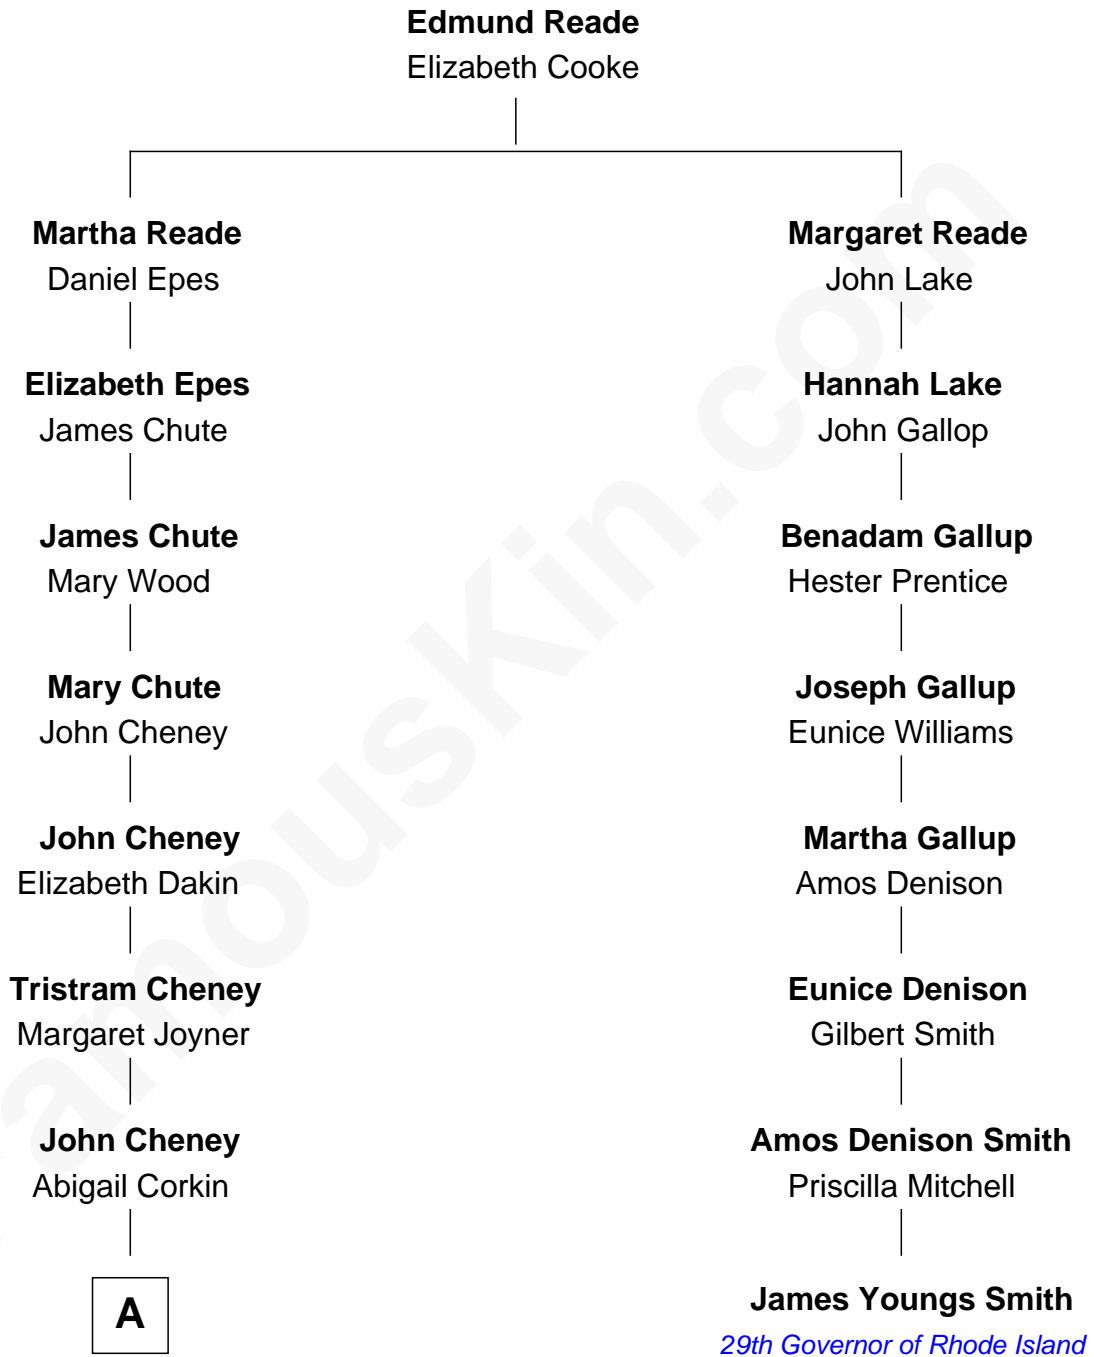 Edmund Reade
Elizabeth Cooke
Martha Reade
Daniel Epes
Margaret Reade
John Lake
Elizabeth Epes
James Chute
Hannah Lake
John Gallop
James Chute
Mary Wood
Benadam Gallup
Hester Prentice
Mary Chute
John Cheney
Joseph Gallup
Eunice Williams
John Cheney
Elizabeth Dakin
Martha Gallup
Amos Denison
Tristram Cheney
Margaret Joyner
Eunice Denison
Gilbert Smith
John Cheney
Abigail Corkin
Amos Denison Smith
Priscilla Mitchell
A
James Youngs Smith
29th Governor of Rhode Island
amouskin.com